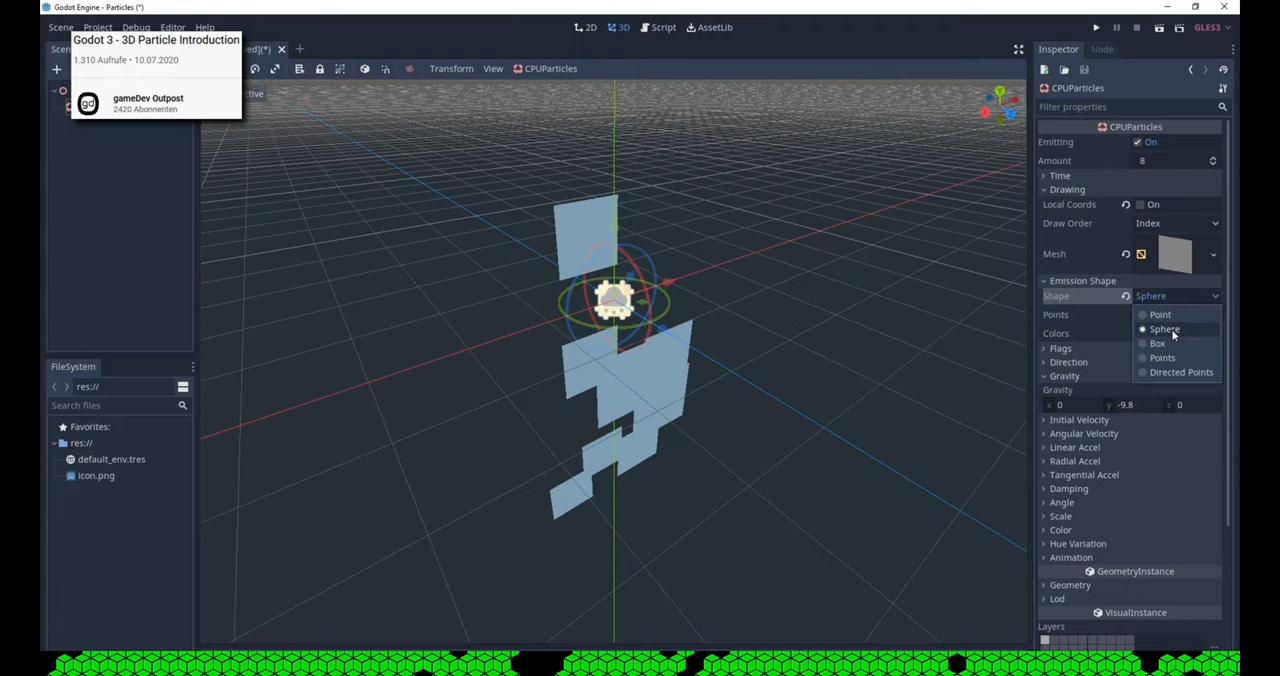 Godot Engine - Particles (*)
Scene Project Debug Editor Help
2D 3D Script AssetLib
GLES3
Godot 3 - 3D Particle Introduction
1.310 Aufrufe • 10.07.2020
gd
gameDev Outpost
2420 Abonnenten
ved](*)
Transform View CPUParticles
Y
X
Z
FileSystem
res://
Search files
Favorites:
res://
default_env.tres
icon.png
Inspector Node
CPUParticles
Filter properties
CPUParticles
Emitting On
Amount 8
Time
Drawing
Local Coords On
Draw Order Index
Mesh
Emission Shape
Shape Sphere
Points
Colors
Point
Sphere
Box
Points
Directed Points
Flags
Direction
Gravity
Gravity
x 0 y -9.8 z 0
Initial Velocity
Angular Velocity
Linear Accel
Radial Accel
Tangential Accel
Damping
Angle
Scale
Color
Hue Variation
Animation
GeometryInstance
Geometry
Lod
VisualInstance
Layers